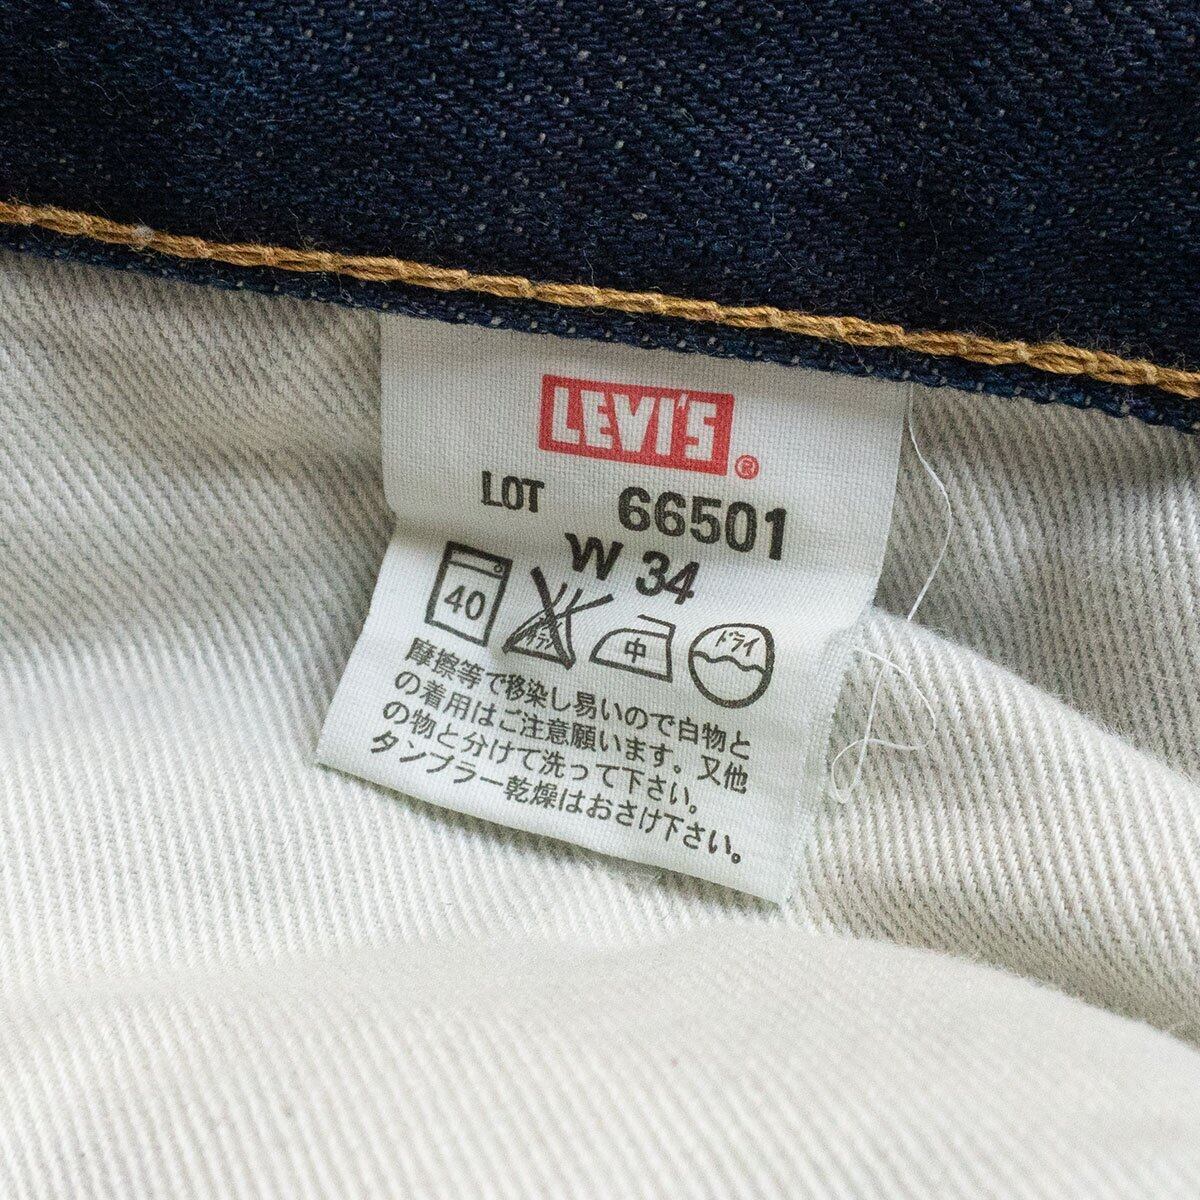 LEVI'S®
LOT 66501
W 34
40 中 ドライ
摩擦等で移染し易いので白物と
の着用はご注意願います。又他
の物と分けて洗って下さい。
タンブラー乾燥はおさけ下さい。